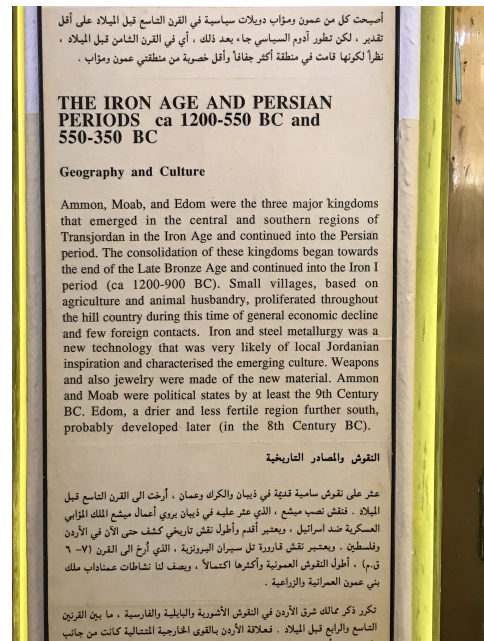 أصبحت كل من عمون ومؤاب دويلات سياسية في القرن التاسع قبل الميلاد على أقل
تقدير ، لكن تطور آدوم السياسي جاء بعد ذلك ، أي في القرن الثامن قبل الميلاد ،
نظراً لكونها قامت في منطقة أكثر جفافاً وأقل خصوبة من منطقتي عمون ومؤاب .
THE IRON AGE AND PERSIAN
PERIODS ca 1200-550 BC and
550-350 BC
Geography and Culture
Ammon, Moab, and Edom were the three major kingdoms
that emerged in the central and southern regions of
Transjordan in the Iron Age and continued into the Persian
period. The consolidation of these kingdoms began towards
the end of the Late Bronze Age and continued into the Iron I
period (ca 1200-900 BC). Small villages, based on
agriculture and animal husbandry, proliferated throughout
the hill country during this time of general economic decline
and few foreign contacts. Iron and steel metallurgy was a
new technology that was very likely of local Jordanian
inspiration and characterised the emerging culture. Weapons
and also jewelry were made of the new material. Ammon
and Moab were political states by at least the 9th Century
BC. Edom, a drier and less fertile region further south,
probably developed later (in the 8th Century BC).
النقوش والمصادر التاريخية
عثر على نقوش سامية قديمة في ذيبان والكرك وعمان ، أرخت الى القرن التاسع قبل
الميلاد . فنقش نصب ميشع ، الذي عثر عليه في ذيبان يروي أعمال ميشع الملك المؤابي
العسكرية ضد اسرائيل ، ويعتبر أقدم وأطول نقش تاريخي كشف حتى الآن في الأردن
وفلسطين . ويعتبر نقش قارورة تل سيران البرونزية ، الذي أرخ الى القرن (٧- ٦
ق.م) ، أطول النقوش العمونية وأكثرها اكتمالاً ، ويصف لنا نشاطات عمناداب ملك
بني عمون العمرانية والزراعية .
تكرر ذكر ممالك شرق الأردن في النقوش الأشورية والبابلية والفارسية ، ما بين القرنين
التاسع والرابع قبل الميلاد . فعلاقة الأردن بالقوى الخارجية المتتالية كانت من جانب